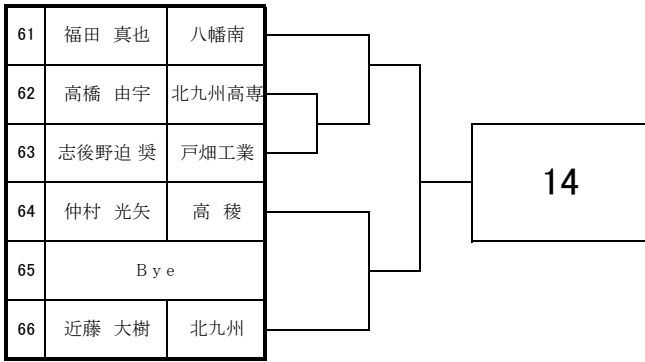 61 福田 真也 八幡南
62 高橋 由宇 北九州高専
63 志後野迫 奨 戸畑工業
64 仲村 光矢 高 稜
65 Bye
66 近藤 大樹 北九州
14